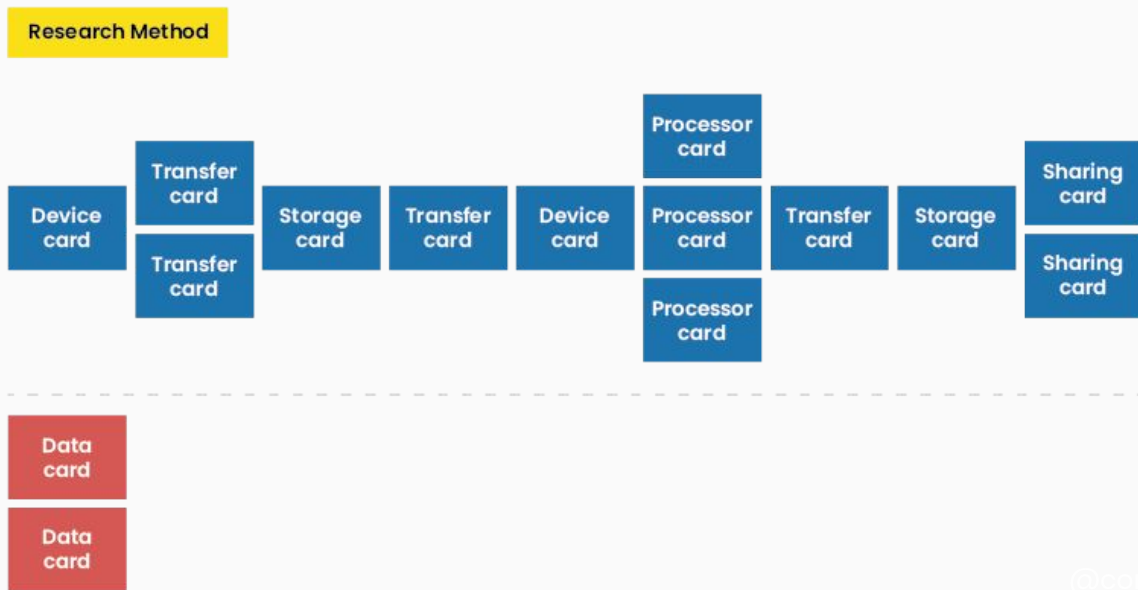 Research Method
Processor
card
Transfer
card
Sharing
card
Device
card
Storage
card
Transfer
card
Device
card
Processor
card
Transfer
card
Storage
card
Transfer
card
Sharing
card
Processor
card
Data
card
Data
card